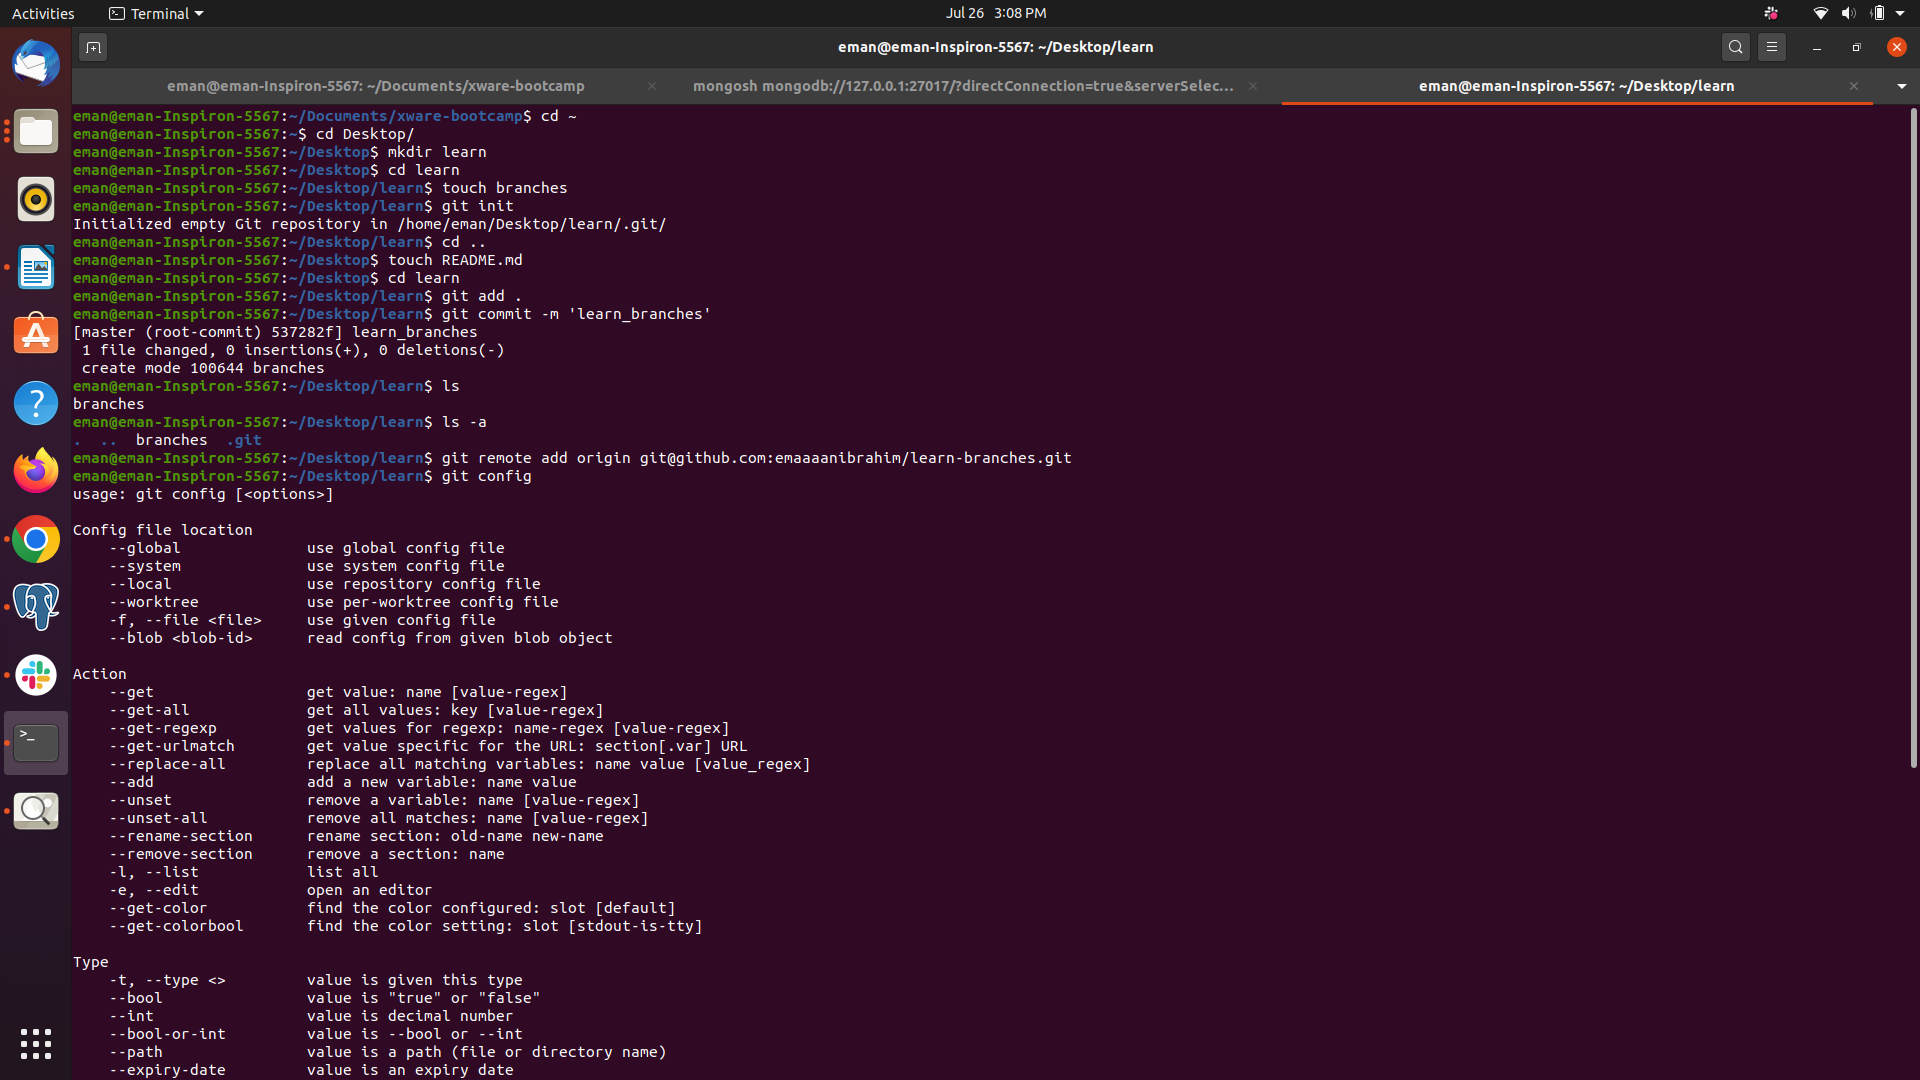 Activities
Terminal
Jul 26 3:08 PM
eman@eman-Inspiron-5567: ~/Desktop/learn
eman@eman-Inspiron-5567: ~/Documents/xware-bootcamp
mongosh mongodb://127.0.0.1:27017/?directConnection=true&serverSelec...
eman@eman-Inspiron-5567: ~/Desktop/learn
eman@eman-Inspiron-5567:~/Documents/xware-bootcamp$ cd ~
eman@eman-Inspiron-5567:~$ cd Desktop/
eman@eman-Inspiron-5567:~/Desktop$ mkdir learn
eman@eman-Inspiron-5567:~/Desktop$ cd learn
eman@eman-Inspiron-5567:~/Desktop/learn$ touch branches
eman@eman-Inspiron-5567:~/Desktop/learn$ git init
Initialized empty Git repository in /home/eman/Desktop/learn/.git/
eman@eman-Inspiron-5567:~/Desktop/learn$ cd ..
eman@eman-Inspiron-5567:~/Desktop$ touch README.md
eman@eman-Inspiron-5567:~/Desktop$ cd learn
eman@eman-Inspiron-5567:~/Desktop/learn$ git add .
eman@eman-Inspiron-5567:~/Desktop/learn$ git commit -m 'learn_branches'
[master (root-commit) 537282f] learn_branches
 1 file changed, 0 insertions(+), 0 deletions(-)
 create mode 100644 branches
eman@eman-Inspiron-5567:~/Desktop/learn$ ls
branches
eman@eman-Inspiron-5567:~/Desktop/learn$ ls -a
.  ..  branches  .git
eman@eman-Inspiron-5567:~/Desktop/learn$ git remote add origin git@github.com:emaaaanibrahim/learn-branches.git
eman@eman-Inspiron-5567:~/Desktop/learn$ git config
usage: git config [<options>]
Config file location
    --global              use global config file
    --system              use system config file
    --local               use repository config file
    --worktree            use per-worktree config file
    -f, --file <file>     use given config file
    --blob <blob-id>      read config from given blob object
Action
    --get                 get value: name [value-regex]
    --get-all             get all values: key [value-regex]
    --get-regexp          get values for regexp: name-regex [value-regex]
    --get-urlmatch        get value specific for the URL: section[.var] URL
    --replace-all         replace all matching variables: name value [value_regex]
    --add                 add a new variable: name value
    --unset               remove a variable: name [value-regex]
    --unset-all           remove all matches: name [value-regex]
    --rename-section      rename section: old-name new-name
    --remove-section      remove a section: name
    -l, --list            list all
    -e, --edit            open an editor
    --get-color           find the color configured: slot [default]
    --get-colorbool       find the color setting: slot [stdout-is-tty]
Type
    -t, --type <>         value is given this type
    --bool                value is "true" or "false"
    --int                 value is decimal number
    --bool-or-int         value is --bool or --int
    --path                value is a path (file or directory name)
    --expiry-date         value is an expiry date